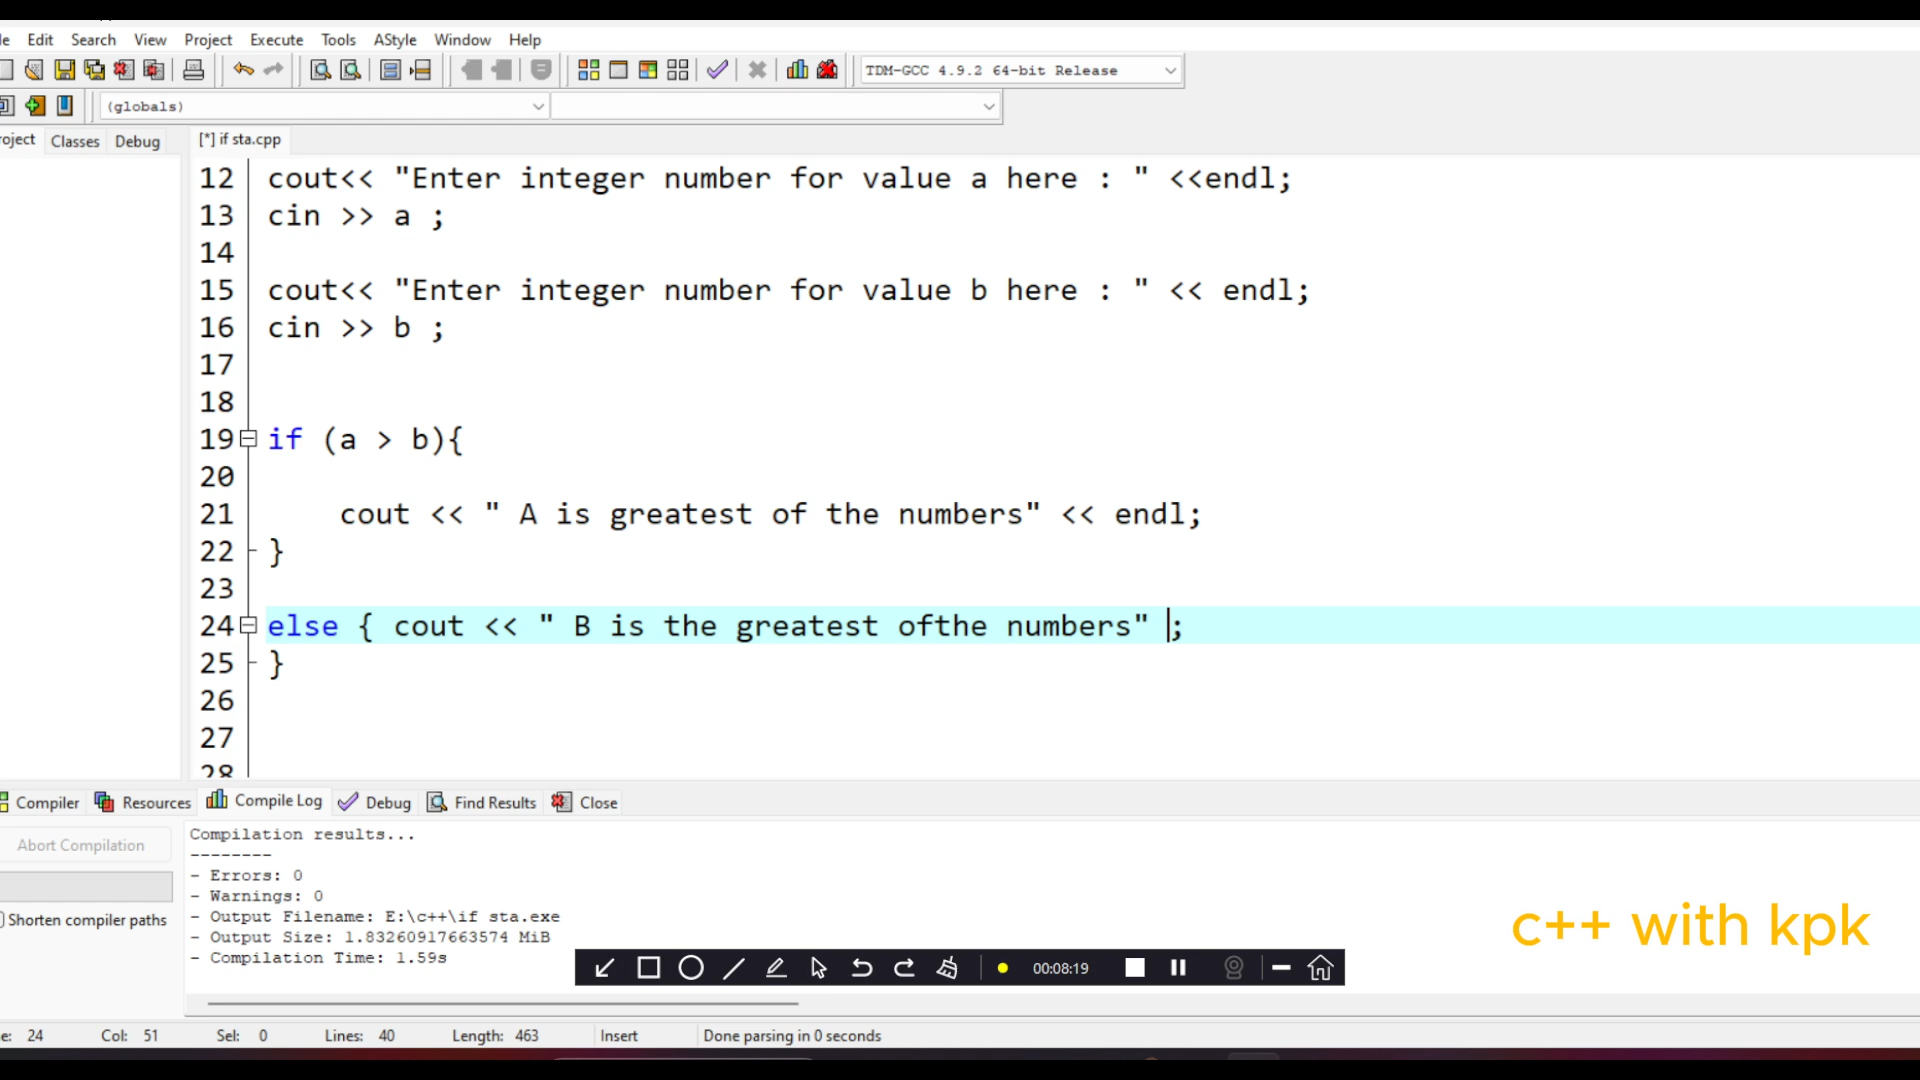 Edit Search View Project Execute Tools AStyle Window Help
TDM-GCC 4.9.2 64-bit Release
(globals)
Classes Debug [*] if sta.cpp
12 cout<< "Enter integer number for value a here : " <<endl;
13 cin >> a ;
14
15 cout<< "Enter integer number for value b here : " << endl;
16 cin >> b ;
17
18
19 if (a > b){
20
21 cout << " A is greatest of the numbers" << endl;
22 }
23
24 else { cout << " B is the greatest ofthe numbers" ;
25 }
26
27
28
Compiler Resources Compile Log Debug Find Results Close
Abort Compilation
Shorten compiler paths
Compilation results...
--------
- Errors: 0
- Warnings: 0
- Output Filename: E:\c++\if sta.exe
- Output Size: 1.83260917663574 MiB
- Compilation Time: 1.59s
c++ with kpk
00:08:19
24 Col: 51 Sel: 0 Lines: 40 Length: 463 Insert Done parsing in 0 seconds